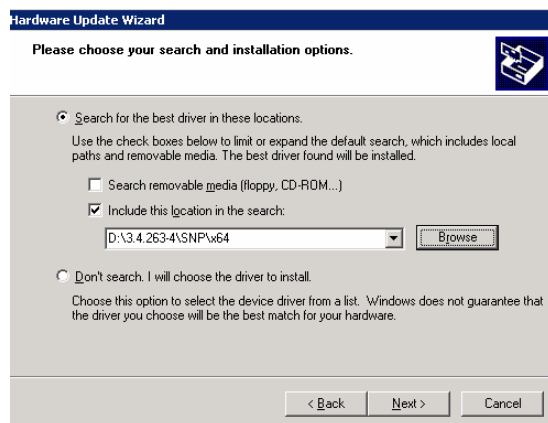 Hardware Update Wizard
Please choose your search and installation options.
Search for the best driver in these locations.
Use the check boxes below to limit or expand the default search, which includes local
paths and removable media. The best driver found will be installed.
Search removable media (floppy, CD-ROM...)
Include this location in the search:
D:\3.4.263-4\SNP\x64
Browse
Don't search. I will choose the driver to install.
Choose this option to select the device driver from a list. Windows does not guarantee that
the driver you choose will be the best match for your hardware.
< Back
Next >
Cancel